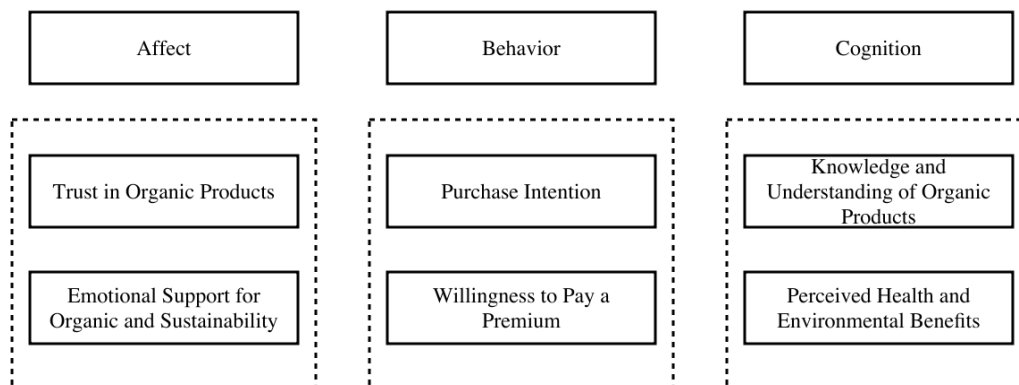 Affect
Behavior
Cognition
Trust in Organic Products
Purchase Intention
Knowledge and
Understanding of Organic
Products
Emotional Support for
Organic and Sustainability
Willingness to Pay a
Premium
Perceived Health and
Environmental Benefits